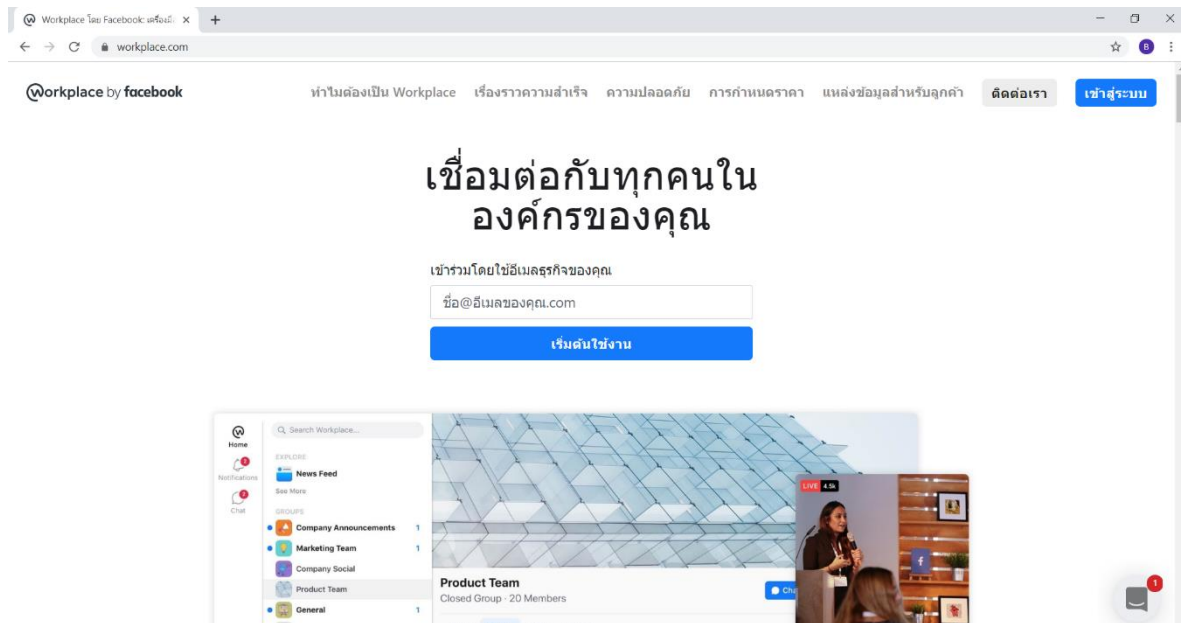 Workplace โดย Facebook: เครื่องมือ
workplace.com
B
Workplace by facebook
ทำไมต้องเป็น Workplace เรื่องราวความสำเร็จ ความปลอดภัย การกำหนดราคา แหล่งข้อมูลสำหรับลูกค้า ติดต่อเรา เข้าสู่ระบบ
เชื่อมต่อกับทุกคนใน
องค์กรของคุณ
เข้าร่วมโดยใช้อีเมลธุรกิจของคุณ
ชื่อ@อีเมลของคุณ.com
เริ่มต้นใช้งาน
Home
Notifications
Chat
Search Workplace...
EXPLORE
News Feed
See More
GROUPS
Company Announcements 1
Marketing Team 1
Company Social
Product Team
General 1
Product Team
Closed Group · 20 Members
Cha
LIVE 4.5k
1